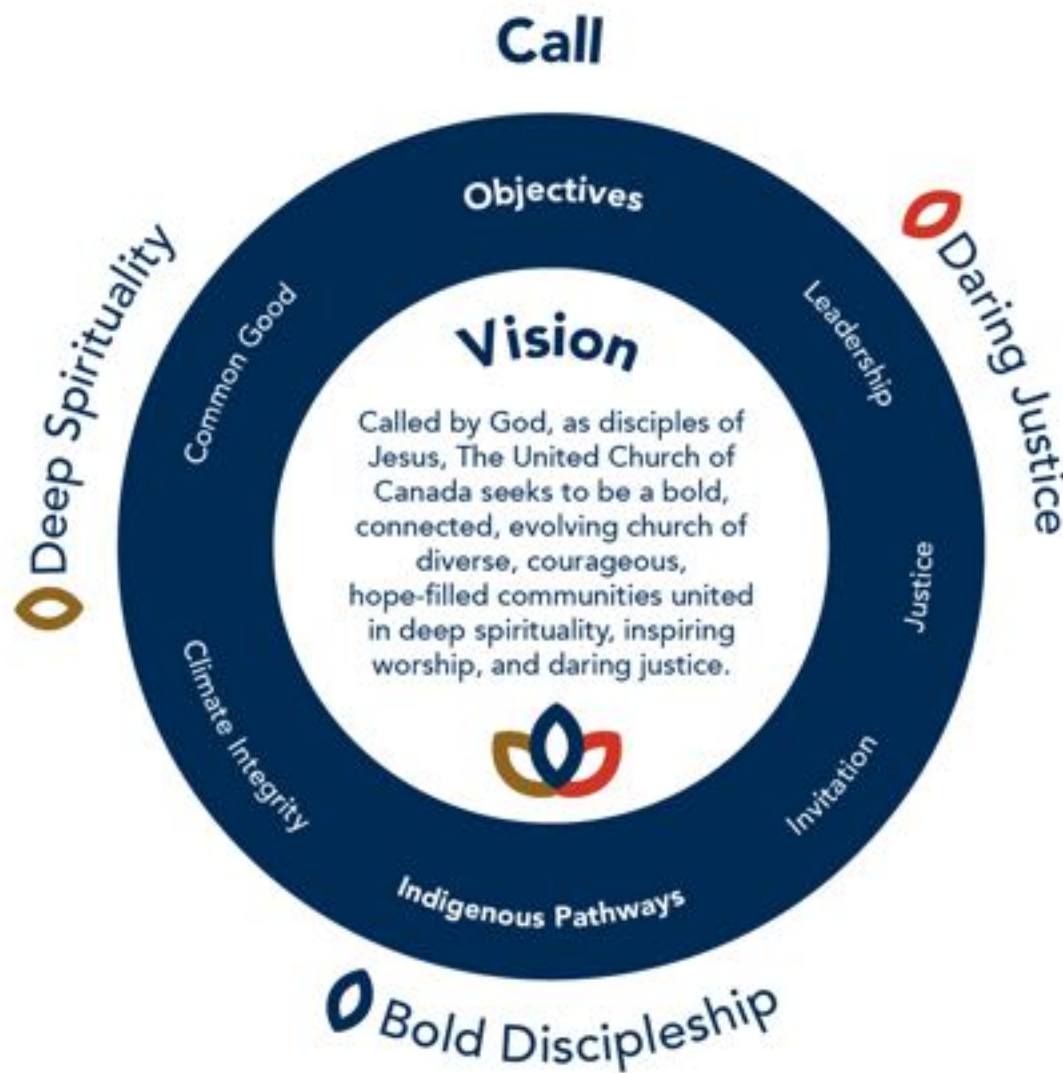 Call
Deep Spirituality
Daring Justice
Bold Discipleship
Objectives
Leadership
Justice
Invitation
Indigenous Pathways
Climate Integrity
Common Good
Vision
Called by God, as disciples of
Jesus, The United Church of
Canada seeks to be a bold,
connected, evolving church of
diverse, courageous,
hope-filled communities united
in deep spirituality, inspiring
worship, and daring justice.